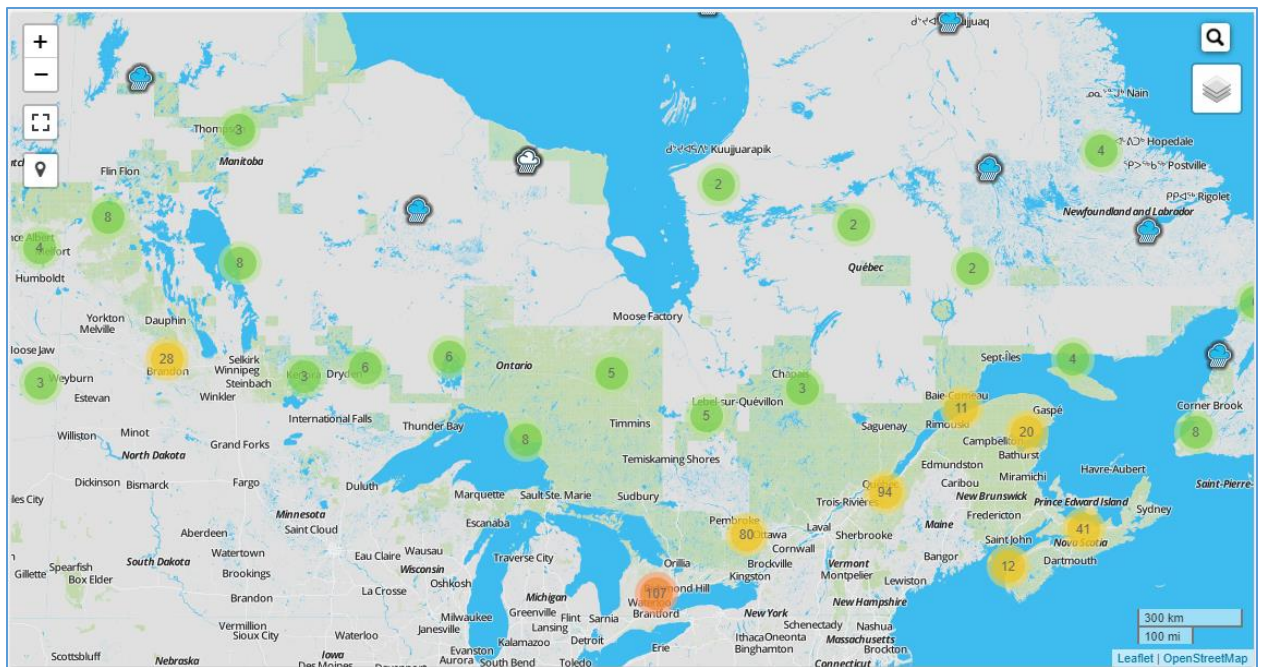 +
−
Kuujjuaq
Nain
Thompson
3
Manitoba
Flin Flon
Kuujjuarapik
2
4
Hopedale
Postville
Rigolet
Newfoundland and Labrador
8
2
4
Melfort
8
Québec
2
Humboldt
Moose Factory
Yorkton
Dauphin
Melville
28
Brandon
Selkirk
Winnipeg
Steinbach
Winkler
3
Weyburn
Estevan
3
Kenora
6
Dryden
6
Ontario
5
Chapais
3
Sept-Îles
4
Lebel-sur-Quévillon
5
Baie-Comeau
11
Rimouski
Gaspé
20
Campbellton
Bathurst
Corner Brook
8
International Falls
Thunder Bay
8
Timmins
Saguenay
Williston
Minot
Grand Forks
North Dakota
Temiskaming Shores
Edmundston
Miramichi
Havre-Aubert
Dickinson
Bismarck
Fargo
Duluth
Marquette
Sault Ste. Marie
Sudbury
Trois-Rivières
94
Caribou
New Brunswick
Prince Edward Island
Saint-Pierre-
Minnesota
Saint Cloud
Escanaba
Pembroke
80
Ottawa
Laval
Sherbrooke
Maine
Fredericton
Saint John
41
Nova Scotia
Sydney
Aberdeen
Watertown
South Dakota
Brookings
Eau Claire
Wausau
Wisconsin
Traverse City
Orillia
Cornwall
Brockville
Kingston
Vermont
Montpelier
Bangor
12
Dartmouth
Gillette
Spearfish
Box Elder
Brandon
La Crosse
Oshkosh
Michigan
107
Richmond Hill
Waterloo
Brantford
Lewiston
New Hampshire
Vermillion
Sioux City
Waterloo
Milwaukee
Janesville
Greenville
Lansing
Flint
Sarnia
New York
Schenectady
Nashua
300 km
100 mi
Scottsbluff
Nebraska
Iowa
Des Moines
Davenport
Evanston
Aurora
South Bend
Kalamazoo
Detroit
Toledo
Erie
Ithaca
Oneonta
Binghamton
Massachusetts
Brockton
Connecticut
Leaflet | OpenStreetMap